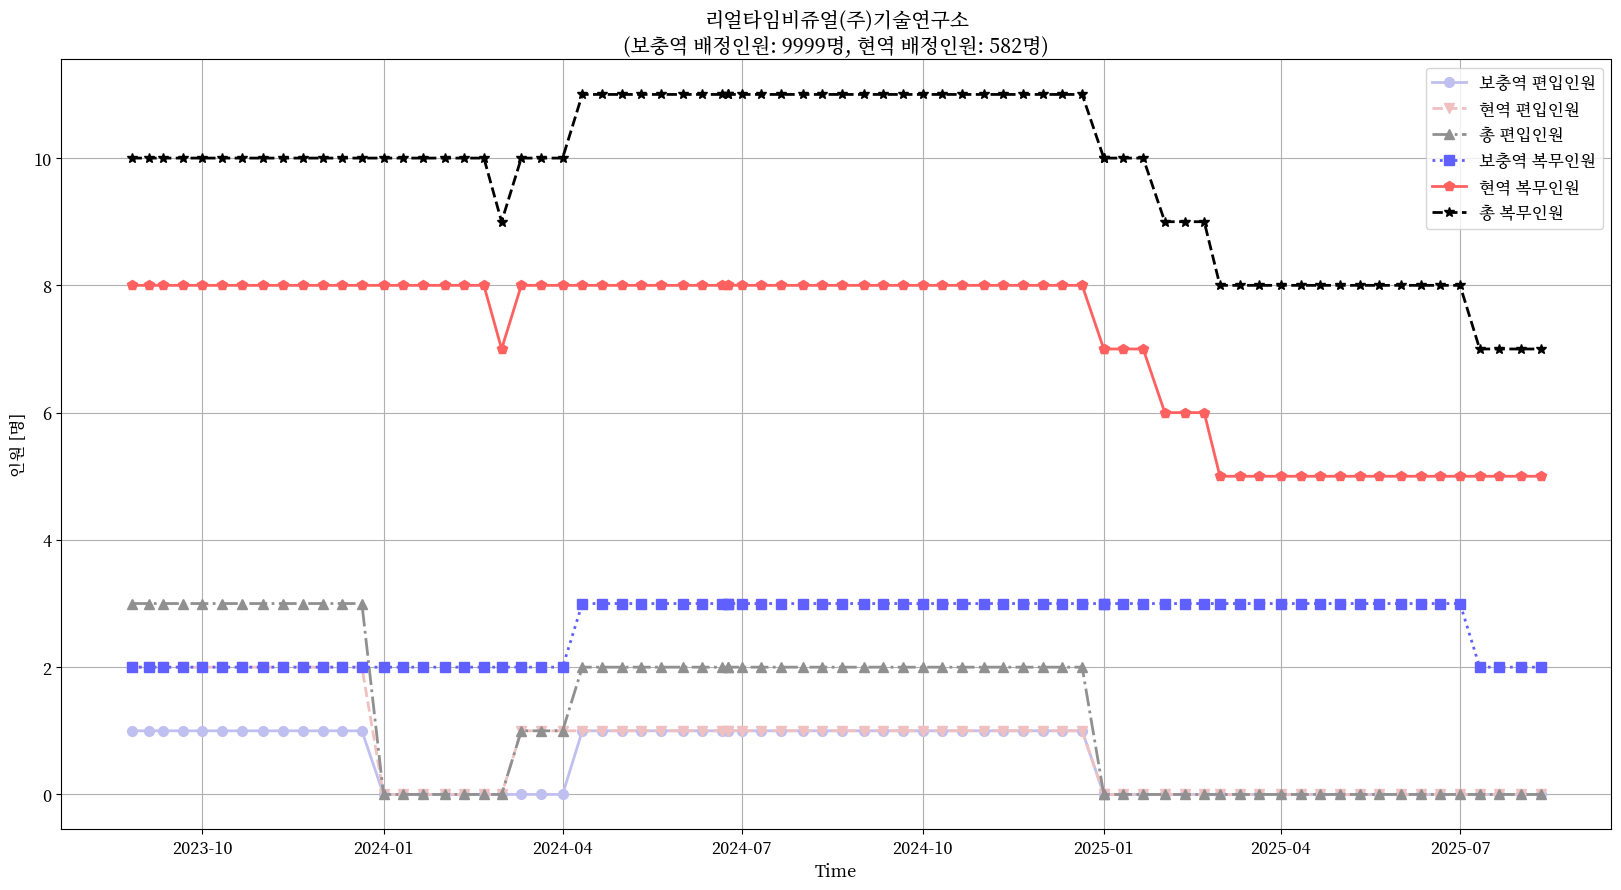 리얼타임비쥬얼(주)기술연구소
(보충역 배정인원: 9999명, 현역 배정인원: 582명)
보충역 편입인원
현역 편입인원
총 편입인원
보충역 복무인원
현역 복무인원
총 복무인원
인원 [명]
10
8
6
4
2
0
2023-10
2024-01
2024-04
2024-07
2024-10
2025-01
2025-04
2025-07
Time